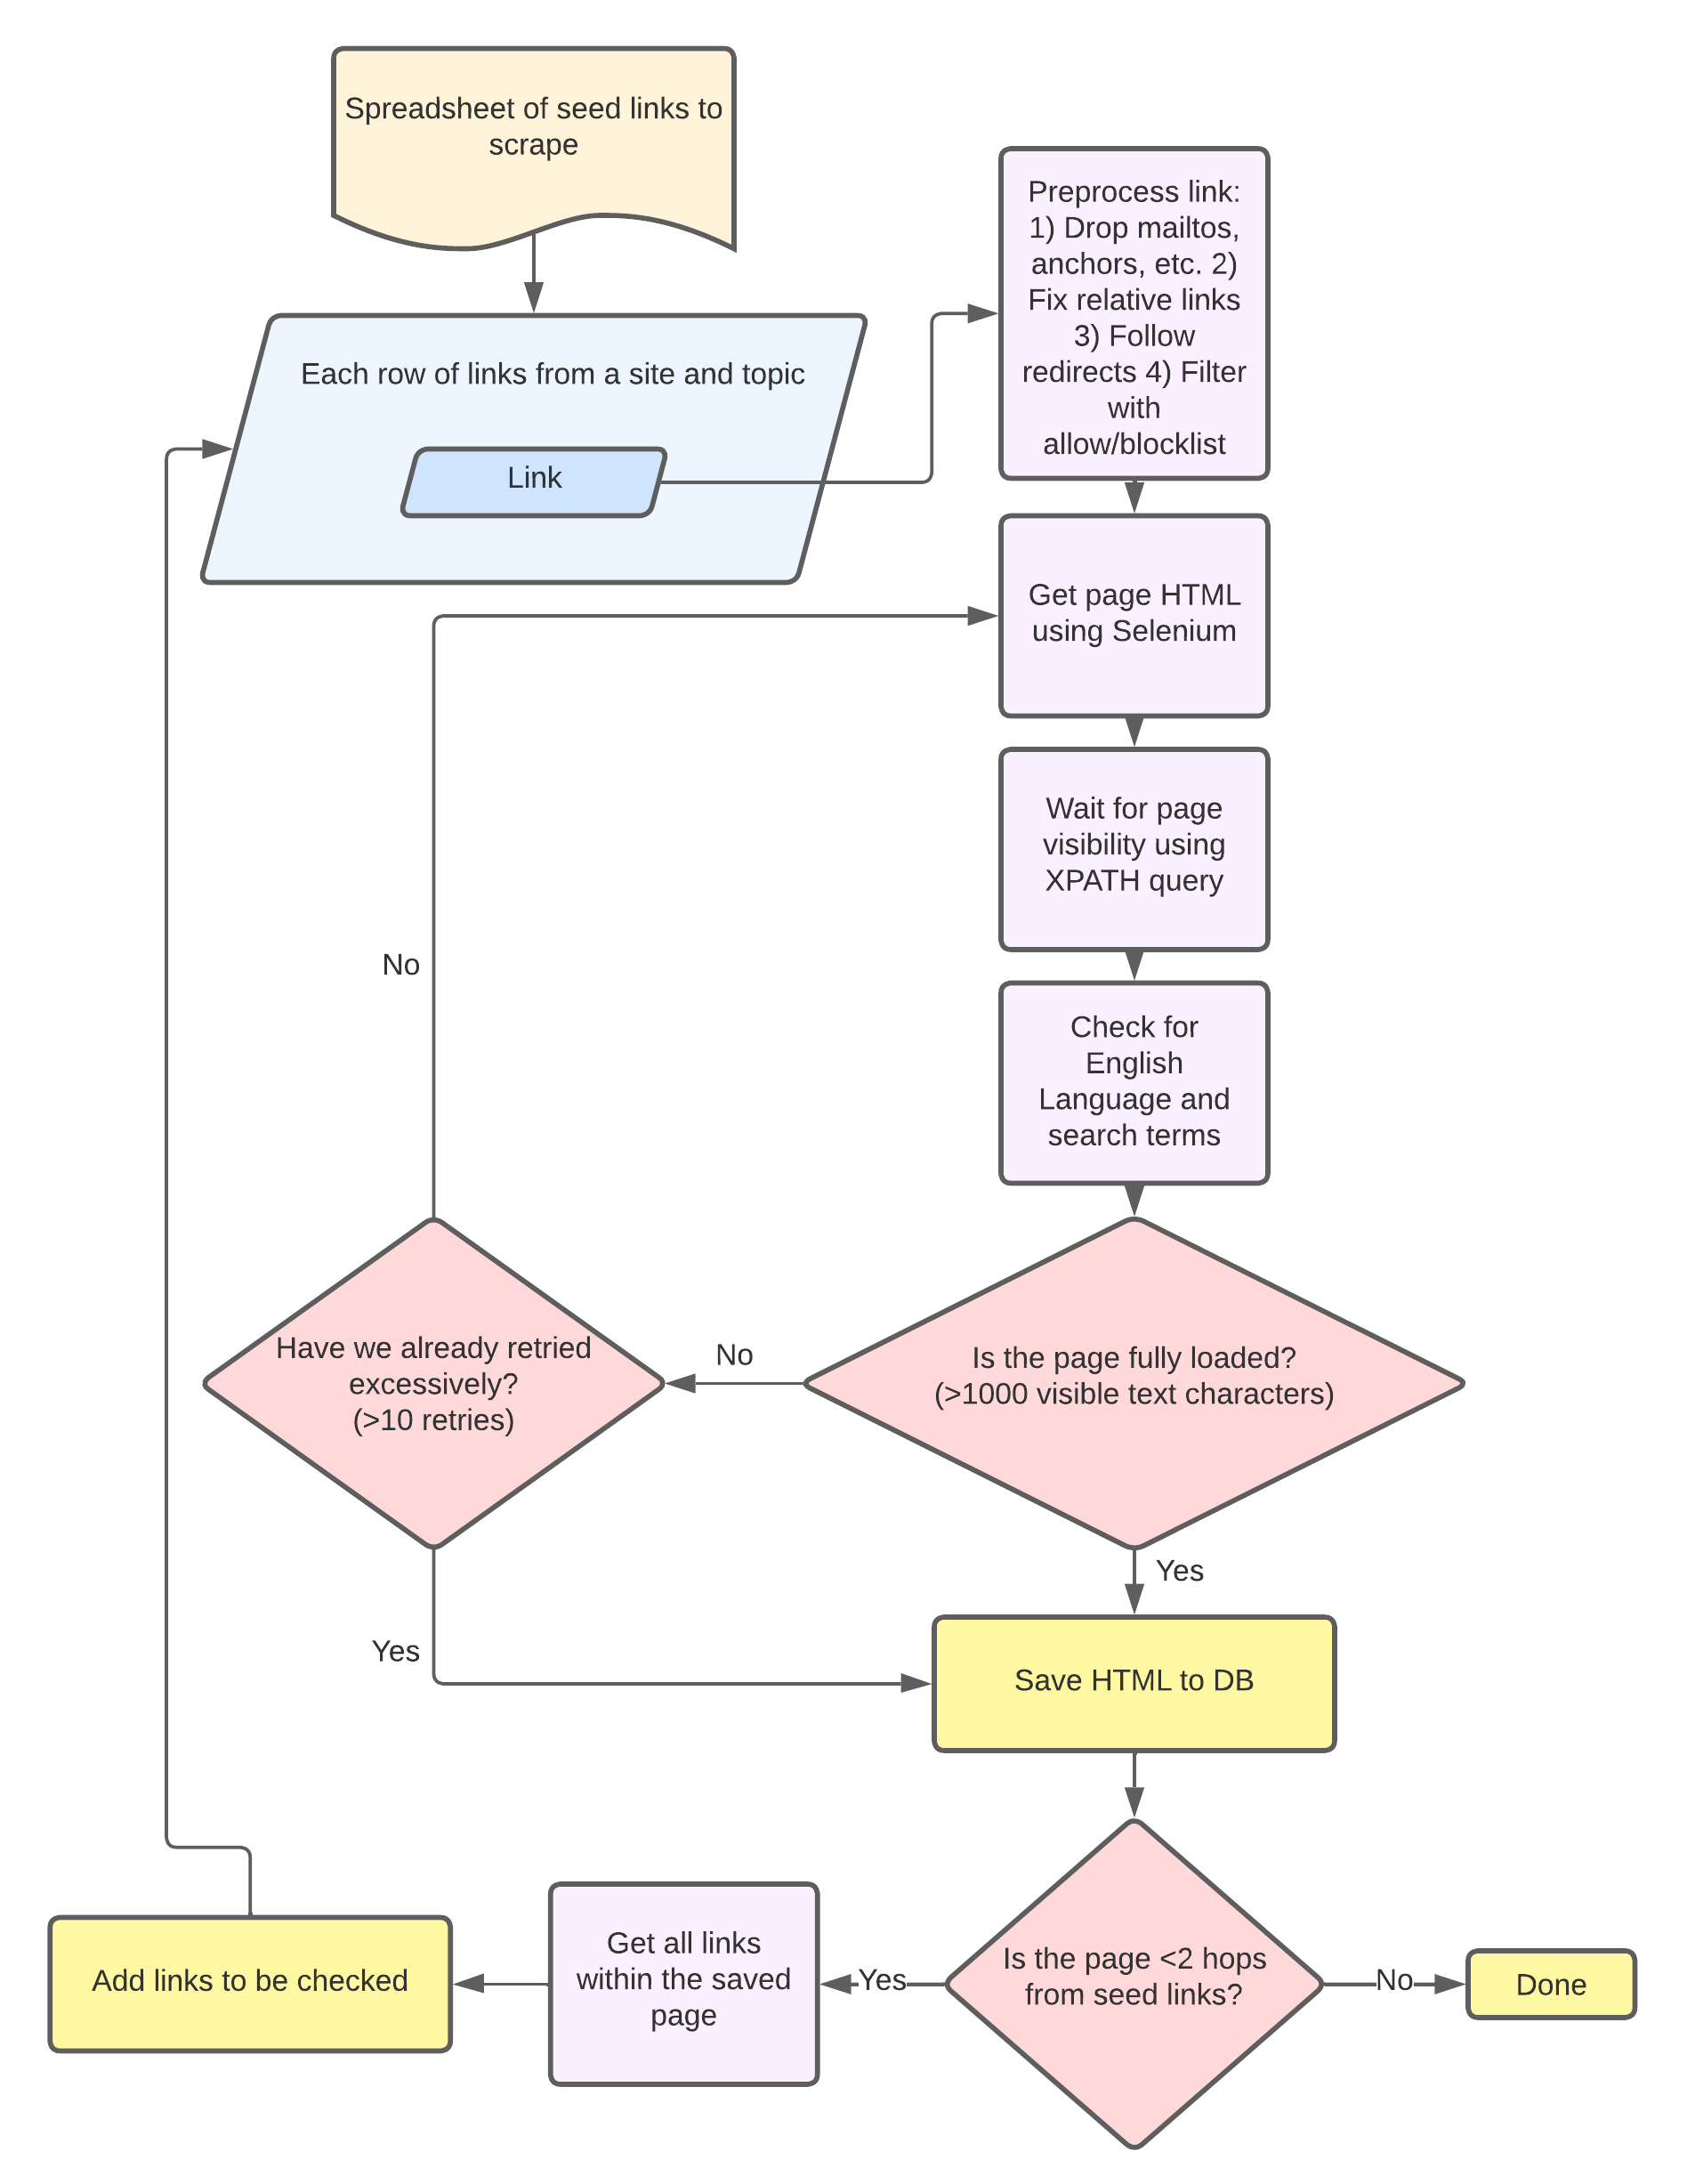 Spreadsheet of seed links to
scrape
Each row of links from a site and topic
Link
Preprocess link:
1) Drop mailtos,
anchors, etc. 2)
Fix relative links
3) Follow
redirects 4) Filter
with
allow/blocklist
Get page HTML
using Selenium
Wait for page
visibility using
XPATH query
No
Check for
English
Language and
search terms
Have we already retried
excessively?
(>10 retries)
No
Is the page fully loaded?
(>1000 visible text characters)
Yes
Yes
Save HTML to DB
Add links to be checked
Get all links
within the saved
page
Yes
Is the page <2 hops
from seed links?
No
Done